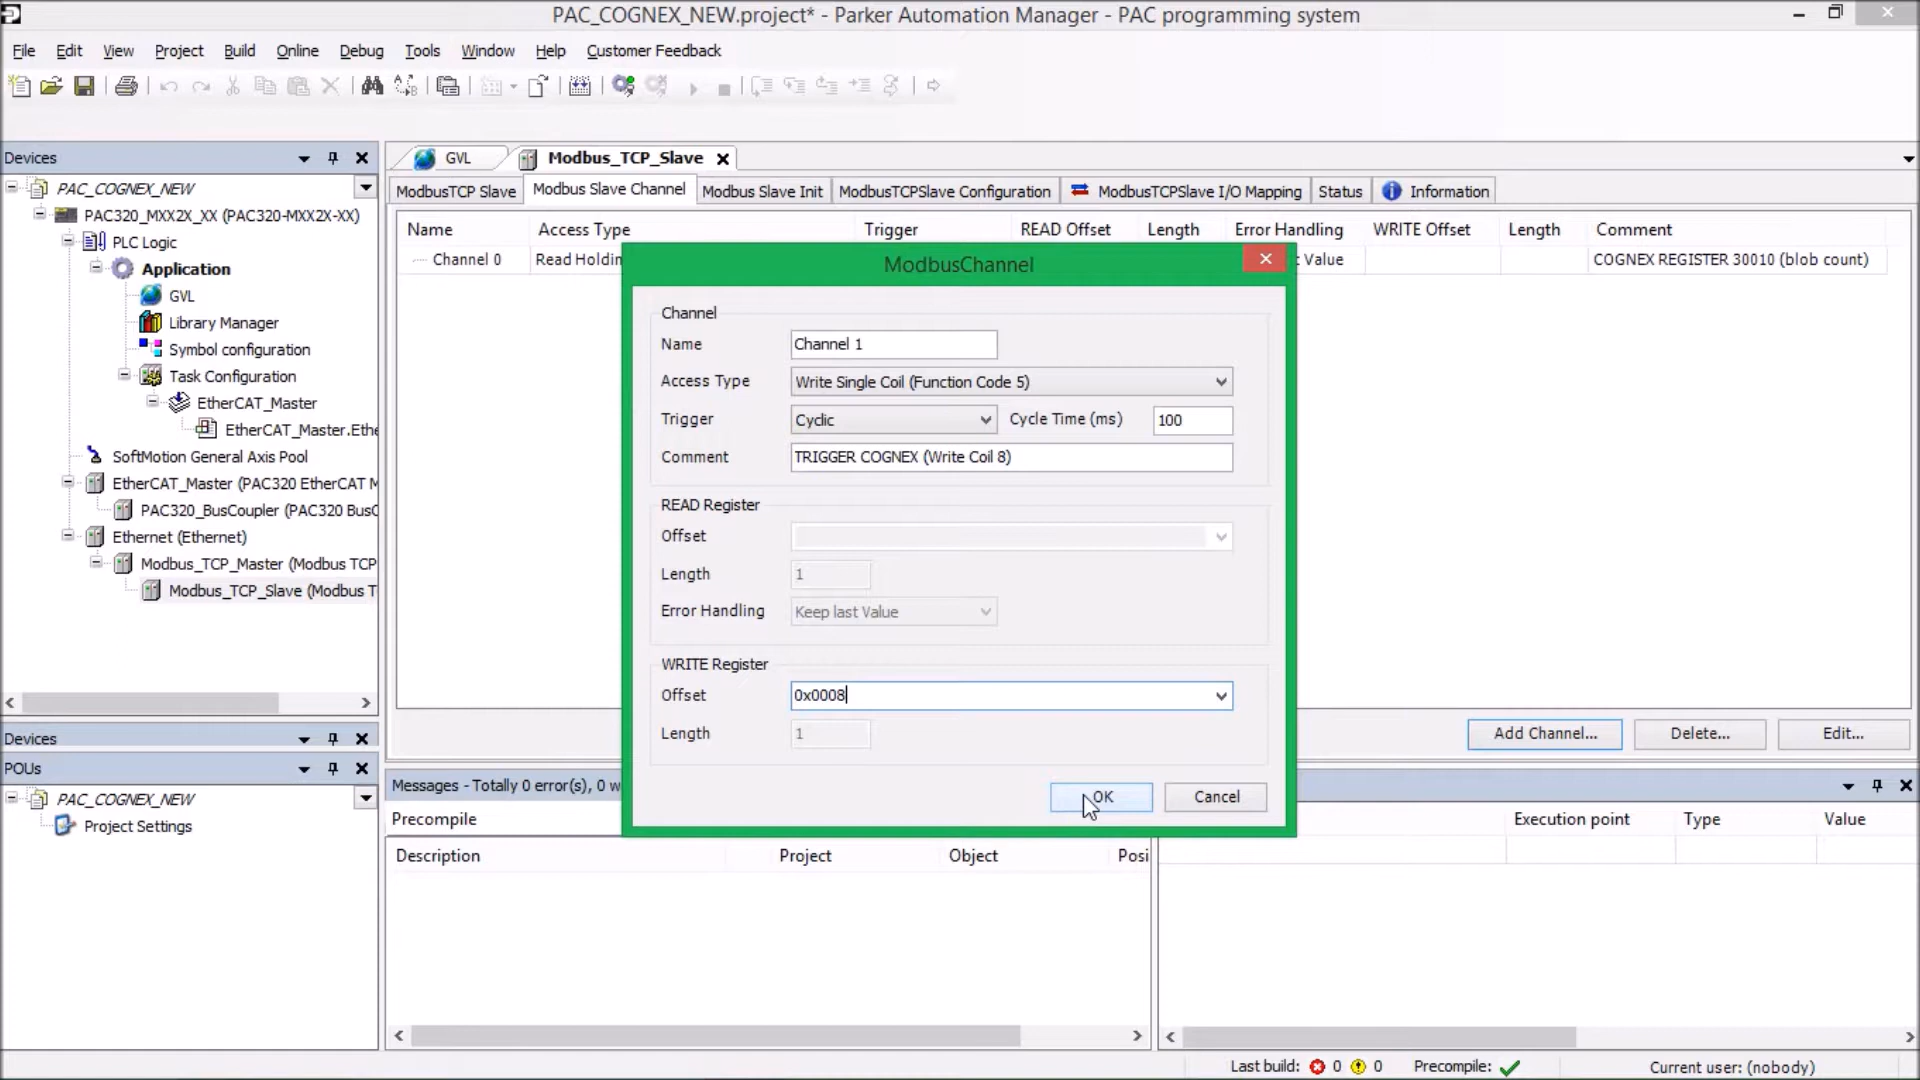 PAC_COGNEX_NEW.project* - Parker Automation Manager - PAC programming system
File Edit View Project Build Online Debug Tools Window Help Customer Feedback
Devices
PAC_COGNEX_NEW
PAC320_MXX2X_XX (PAC320-MXX2X-XX)
PLC Logic
Application
GVL
Library Manager
Symbol configuration
Task Configuration
EtherCAT_Master
EtherCAT_Master.Ethe
SoftMotion General Axis Pool
EtherCAT_Master (PAC320 EtherCAT M
PAC320_BusCoupler (PAC320 BusC
Ethernet (Ethernet)
Modbus_TCP_Master (Modbus TCP
Modbus_TCP_Slave (Modbus T
Devices
POUs
PAC_COGNEX_NEW
Project Settings
GVL Modbus_TCP_Slave
ModbusTCP Slave Modbus Slave Channel Modbus Slave Init ModbusTCPSlave Configuration ModbusTCPSlave I/O Mapping Status Information
Name Access Type Trigger READ Offset Length Error Handling WRITE Offset Length Comment
Channel 0 Read Holdin Value COGNEX REGISTER 30010 (blob count)
ModbusChannel
Channel
Name Channel 1
Access Type Write Single Coil (Function Code 5)
Trigger Cyclic Cycle Time (ms) 100
Comment TRIGGER COGNEX (Write Coil 8)
READ Register
Offset
Length 1
Error Handling Keep last Value
WRITE Register
Offset 0x0008
Length 1
OK Cancel
Add Channel... Delete... Edit...
Messages - Totally 0 error(s), 0 w
Precompile
Description Project Object Posi
Execution point Type Value
Last build: 0 0 Precompile: Current user: (nobody)